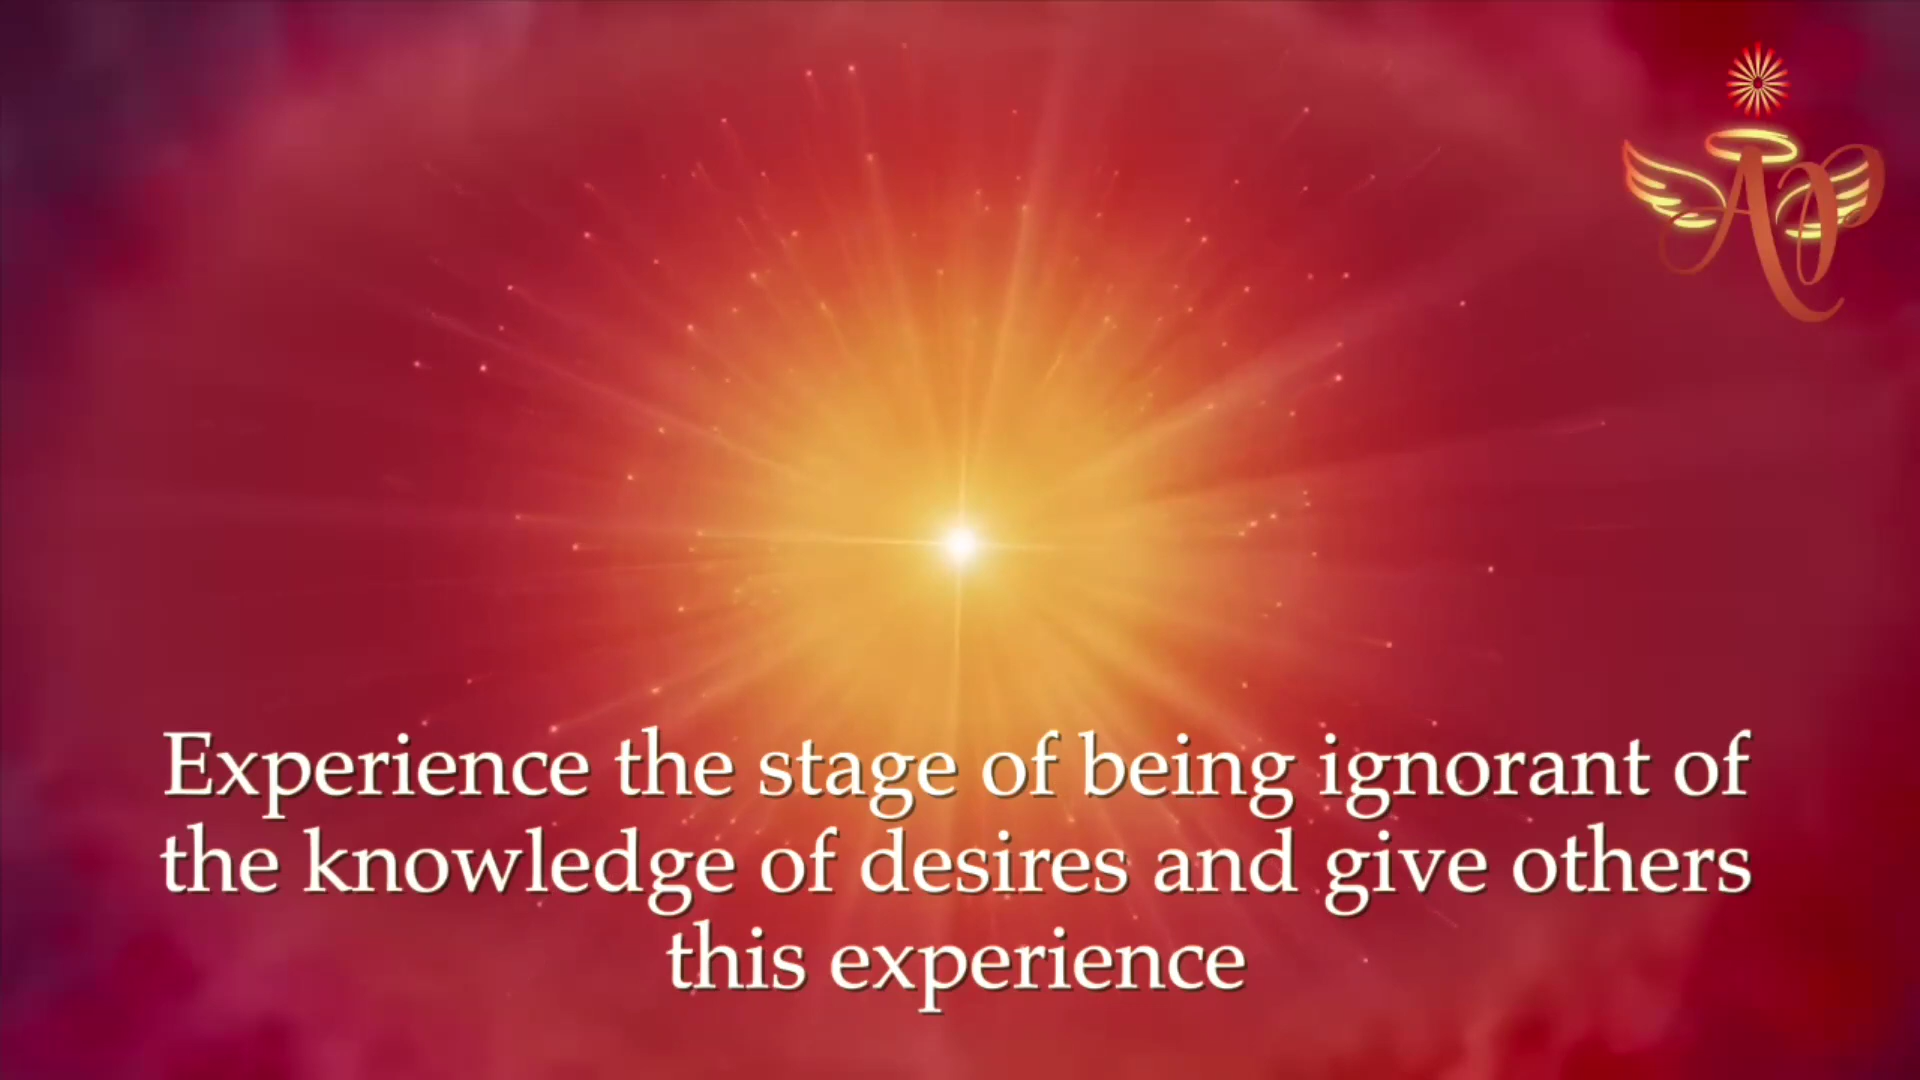 Experience the stage of being ignorant of
the knowledge of desires and give others
this experience